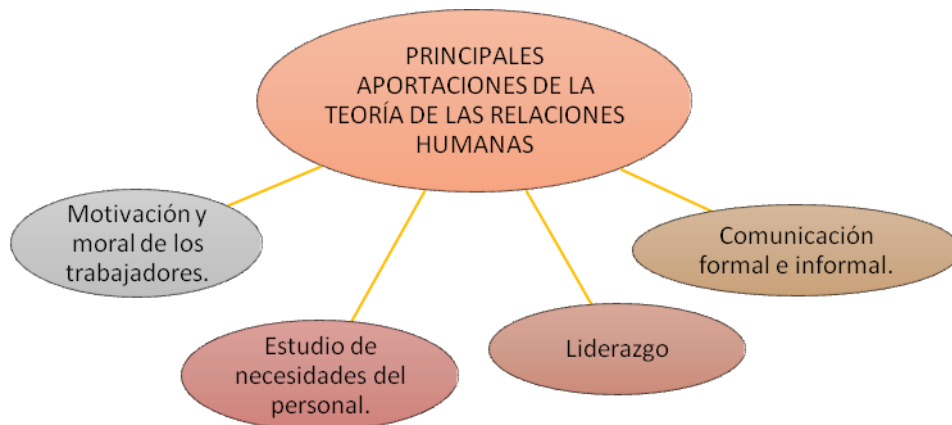 PRINCIPALES
APORTACIONES DE LA
TEORÍA DE LAS RELACIONES
HUMANAS
Motivación y
moral de los
trabajadores.
Estudio de
necesidades del
personal.
Liderazgo
Comunicación
formal e informal.